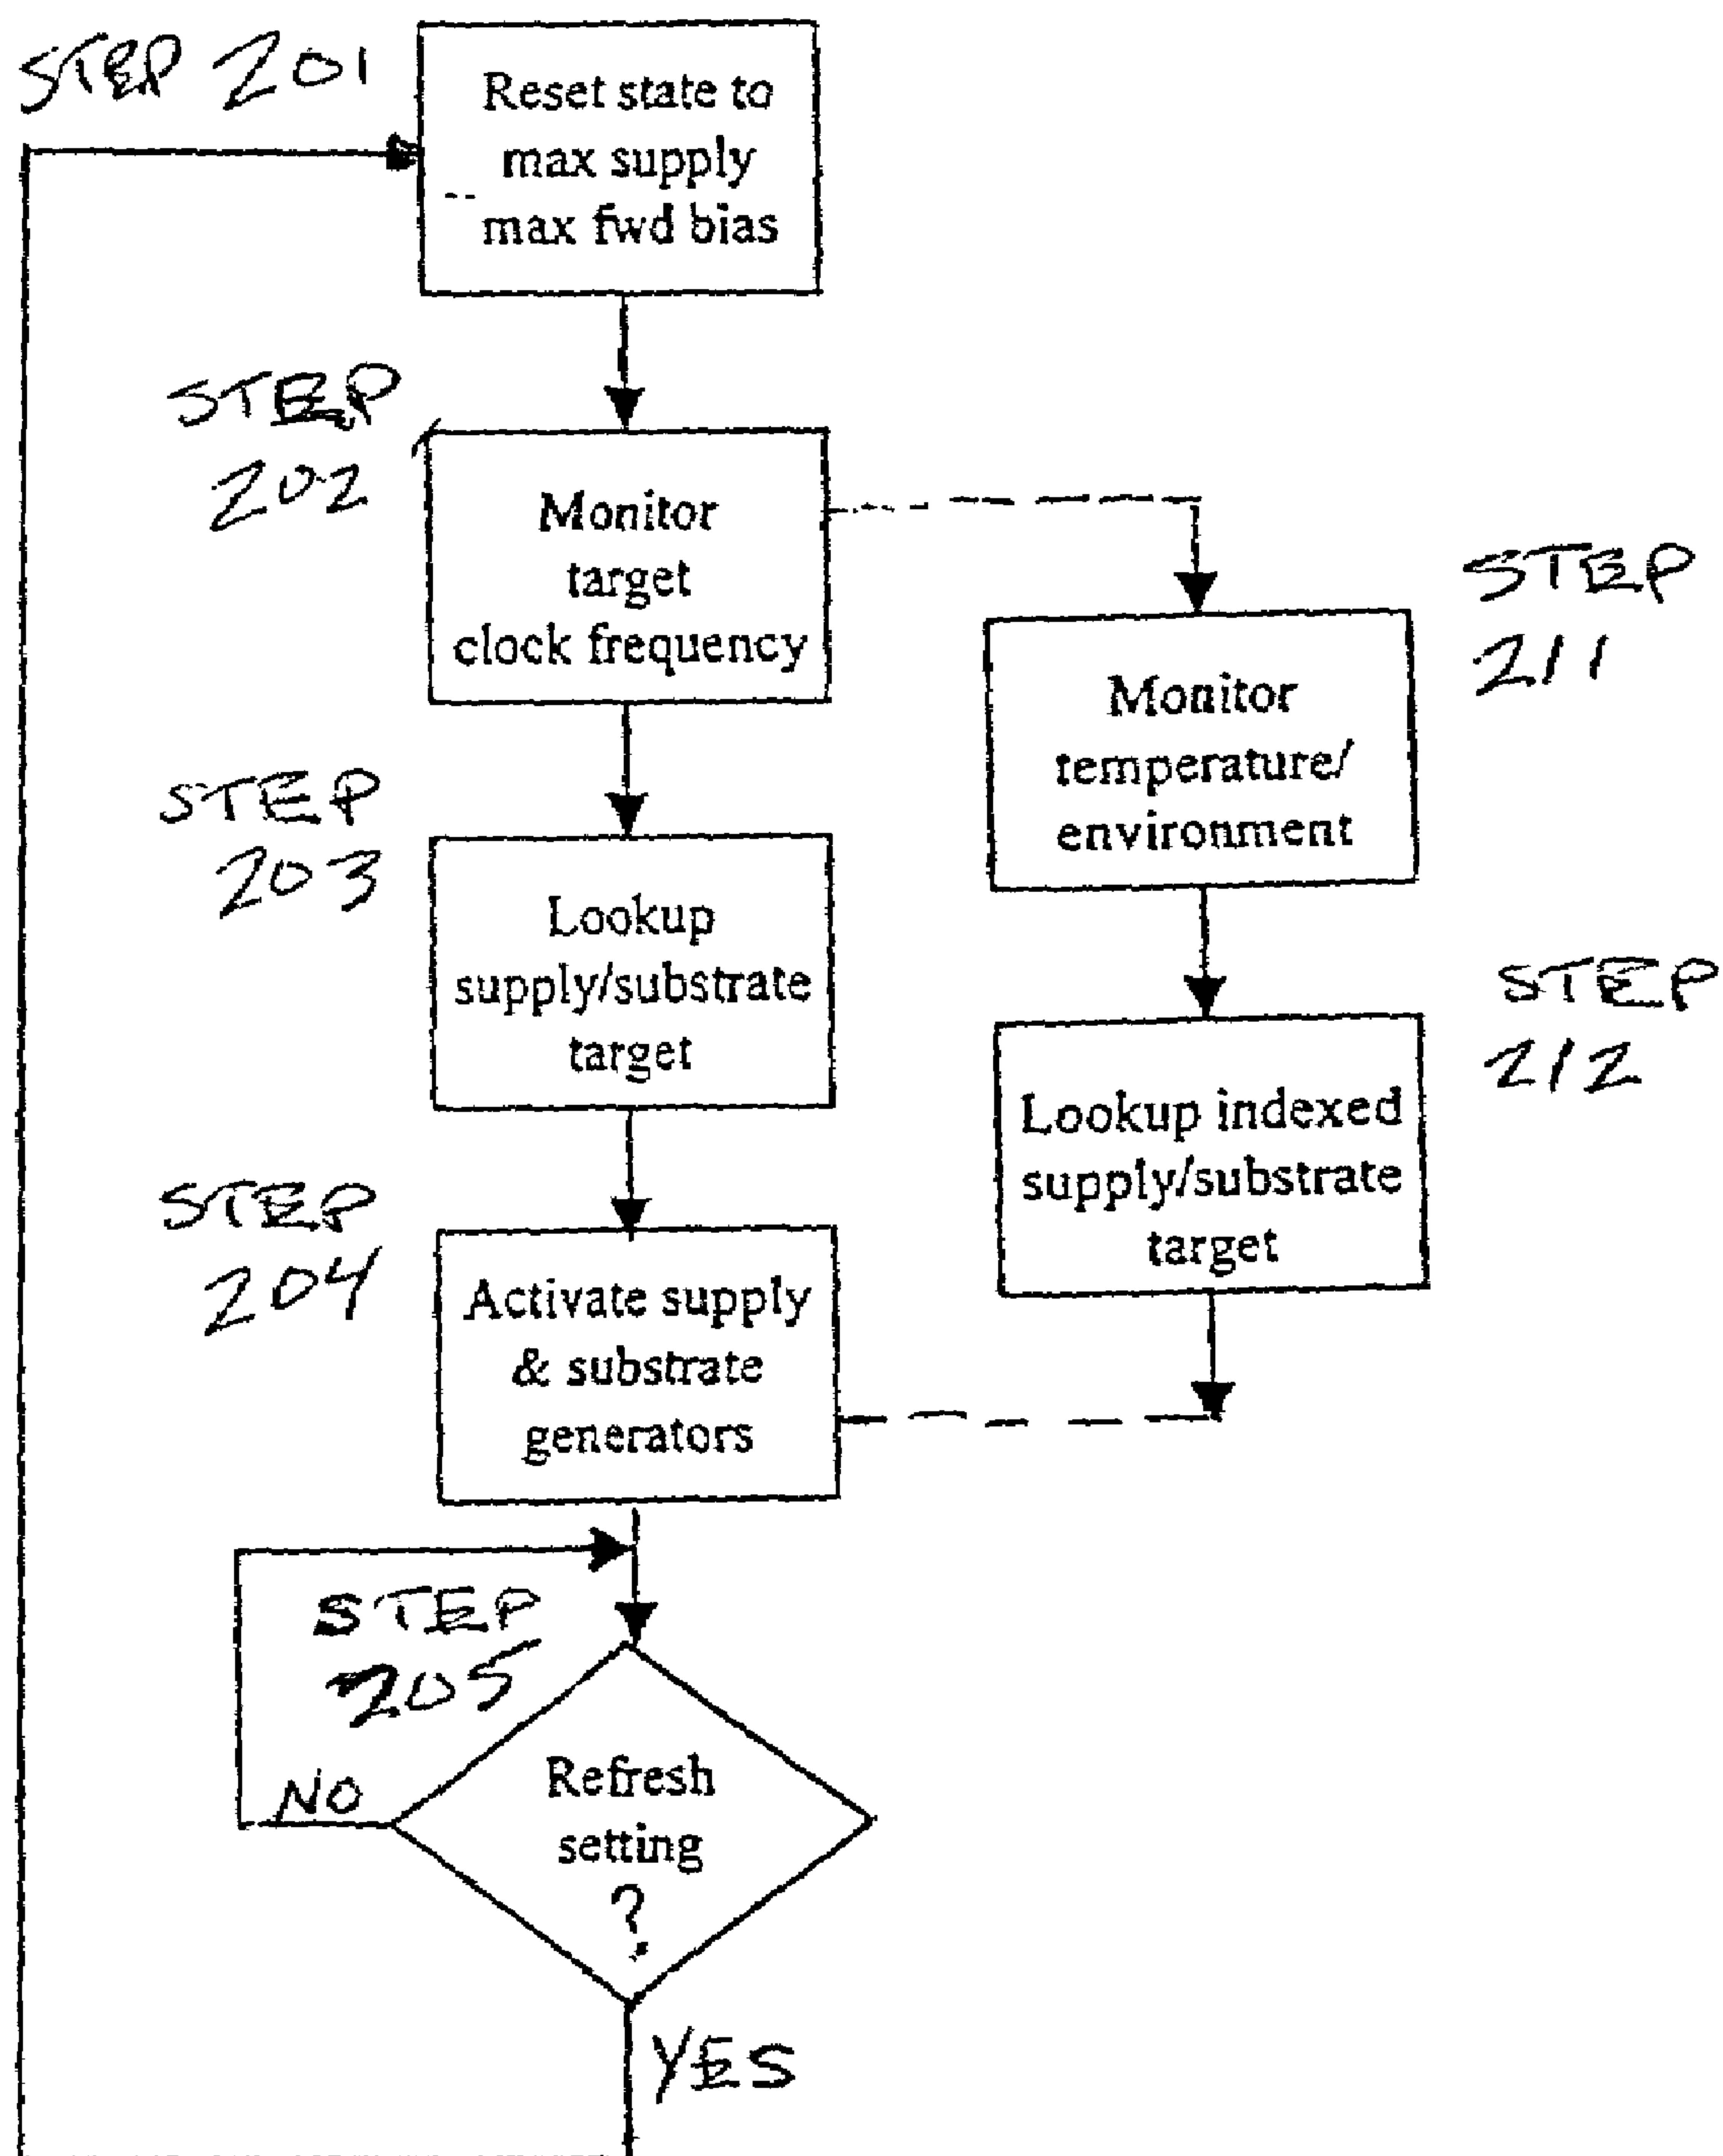 STEP 201
Reset state to
max supply
max fwd bias
STEP
202
Monitor
target
clock frequency
STEP
211
Monitor
temperature/
environment
STEP
203
Lookup
supply/substrate
target
STEP
212
Lookup indexed
supply/substrate
target
STEP
204
Activate supply
& substrate
generators
STEP
205
Refresh
setting
?
NO
YES